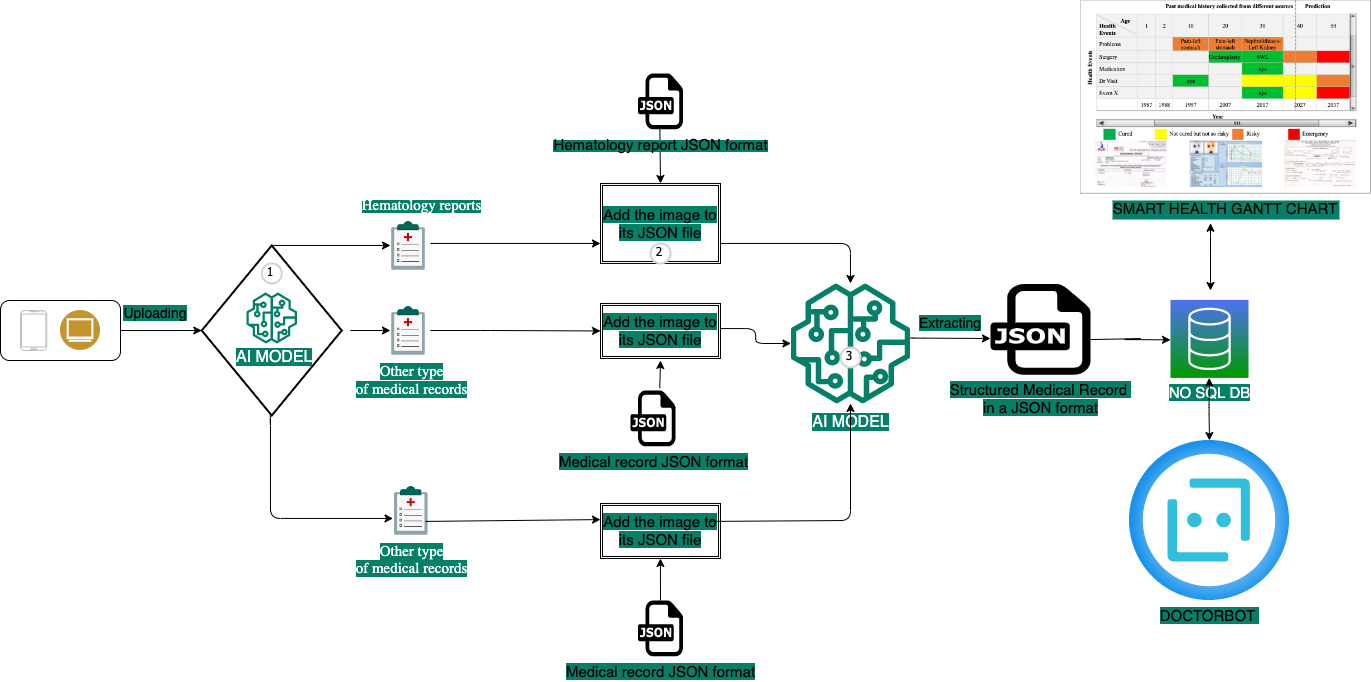 Past medical history collected from different sources
Prediction
Age
Health
Events
1
2
10
20
30
40
50
Problems
Pain-left
stomach
Pain-left
stomach
Nephrolithiasis-
Left Kidney
Surgery
Urethroplasty
SWL
Medication
xyz
Dr Visit
xyz
Event X
xyz
1987
1988
1997
2007
2017
2027
2037
Health Events
Year
Cured
Not cured but not so risky
Risky
Emergency
SMART HEALTH GANTT CHART
JSON
Hematology report JSON format
Hematology reports
Add the image to
its JSON file
2
1
AI MODEL
Uploading
Other type
of medical records
Add the image to
its JSON file
JSON
Medical record JSON format
3
AI MODEL
Extracting
JSON
Structured Medical Record
in a JSON format
NO SQL DB
Other type
of medical records
Add the image to
its JSON file
JSON
Medical record JSON format
DOCTORBOT